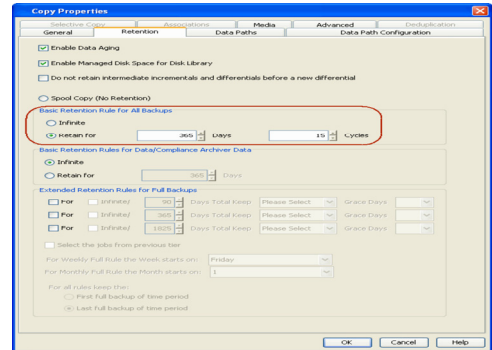 Copy Properties
Selective Copy Associations Media Advanced Deduplication
General Retention Data Paths Data Path Configuration
Enable Data Aging
Enable Managed Disk Space for Disk Library
Do not retain intermediate incrementals and differentials before a new differential
Spool Copy (No Retention)
Basic Retention Rule for All Backups
Infinite
Retain for 365 Days 15 Cycles
Basic Retention Rules for Data/Compliance Archiver Data
Infinite
Retain for 365 Days
Extended Retention Rules for Full Backups
For Infinite/ 90 Days Total Keep Please Select Grace Days
For Infinite/ 365 Days Total Keep Please Select Grace Days
For Infinite/ 1825 Days Total Keep Please Select Grace Days
Select the jobs from previous tier
For Weekly Full Rule the Week starts on: Friday
For Monthly Full Rule the Month starts on: 1
For all rules keep the:
First full backup of time period
Last full backup of time period
OK Cancel Help